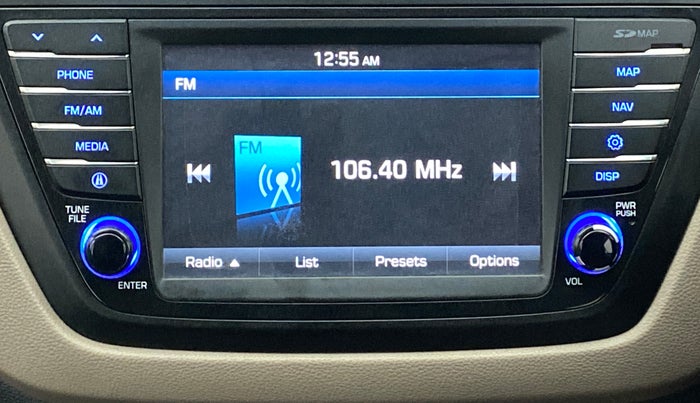 SD MAP
12:55 AM
PHONE
MAP
FM
FM/AM
NAV
MEDIA
FM
106.40 MHz
DISP
TUNE
FILE
PWR
PUSH
Radio ▲ List Presets Options
ENTER
VOL